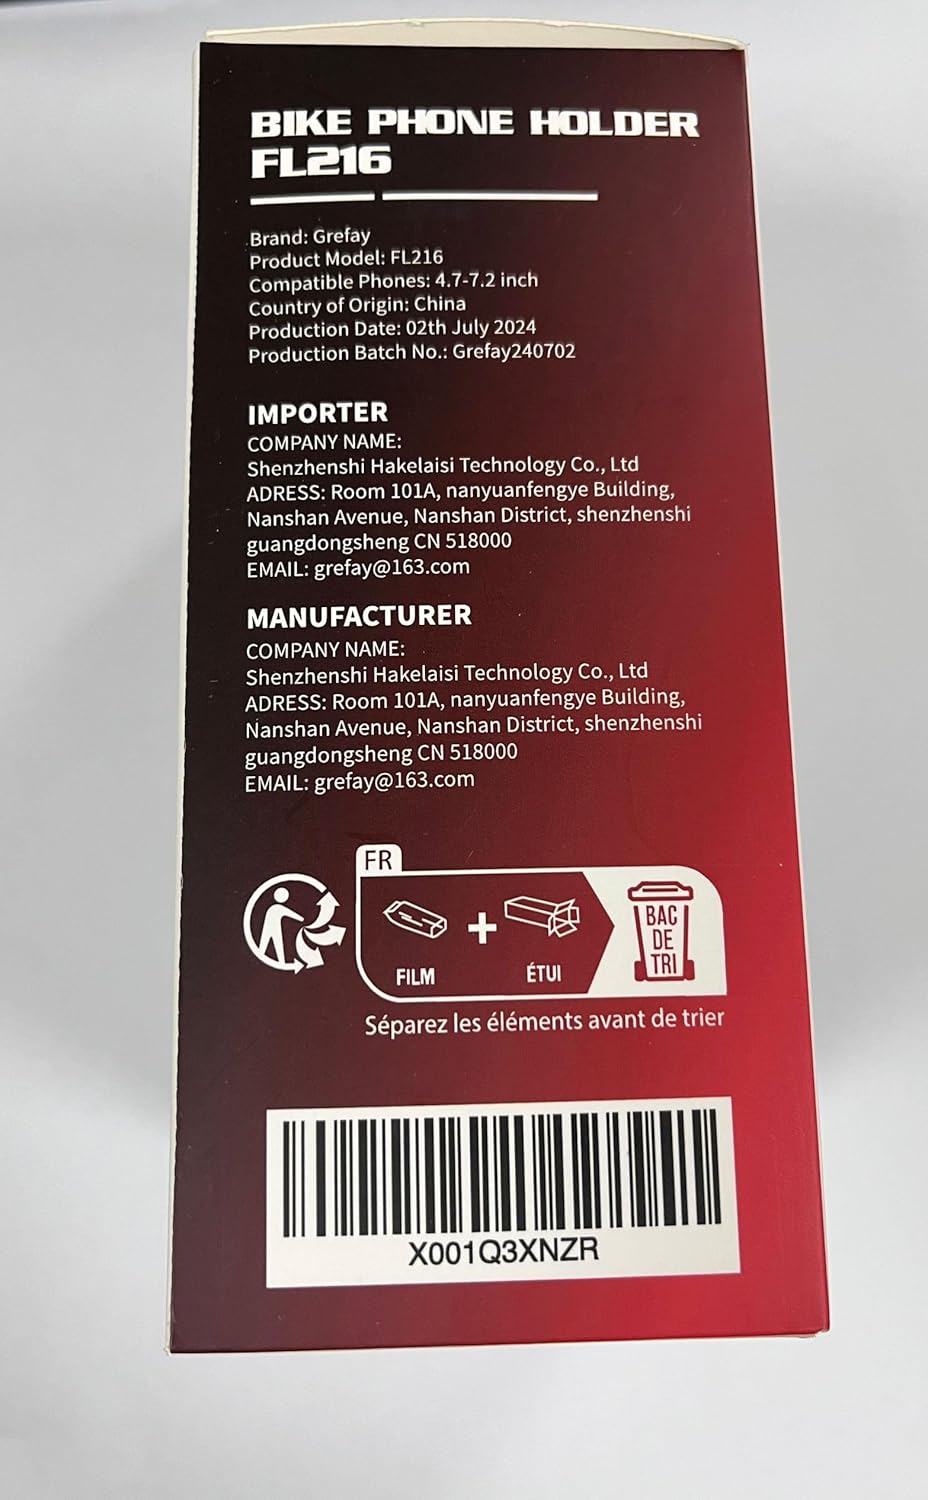 BIKE PHONE HOLDER
FL216
Brand: Grefay
Product Model: FL216
Compatible Phones: 4.7-7.2 inch
Country of Origin: China
Production Date: 02th July 2024
Production Batch No.: Grefay240702
IMPORTER
COMPANY NAME:
Shenzhenshi Hakelaisi Technology Co., Ltd
ADRESS: Room 101A, nanyuanfengye Building,
Nanshan Avenue, Nanshan District, shenzhenshi
guangdongsheng CN 518000
EMAIL: grefay@163.com
MANUFACTURER
COMPANY NAME:
Shenzhenshi Hakelaisi Technology Co., Ltd
ADRESS: Room 101A, nanyuanfengye Building,
Nanshan Avenue, Nanshan District, shenzhenshi
guangdongsheng CN 518000
EMAIL: grefay@163.com
FR
FILM + ÉTUI
BAC
DE
TRI
Séparez les éléments avant de trier
X001Q3XNZR